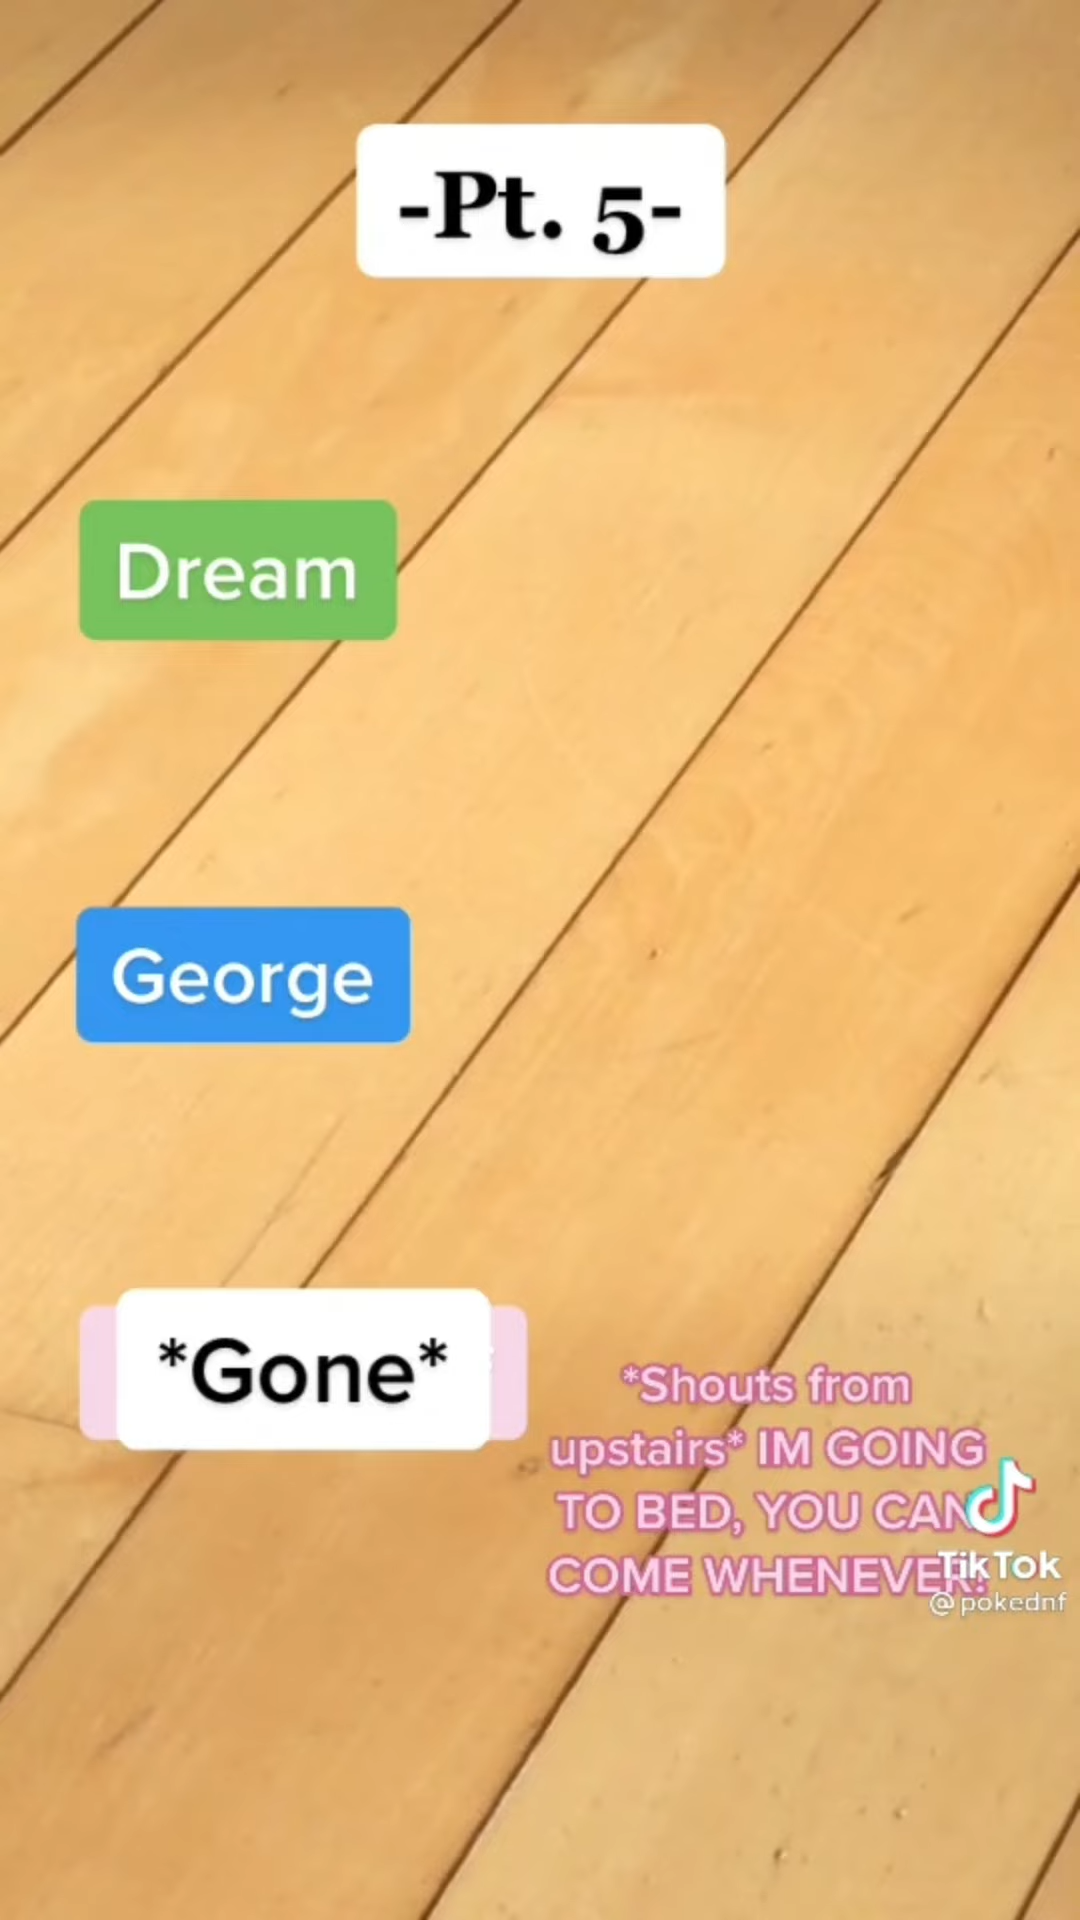 -Pt. 5-
Dream
George
*Gone*
*Shouts from
upstairs* IM GOING
TO BED, YOU CAN
COME WHENEVER!
TikTok
@pokednf